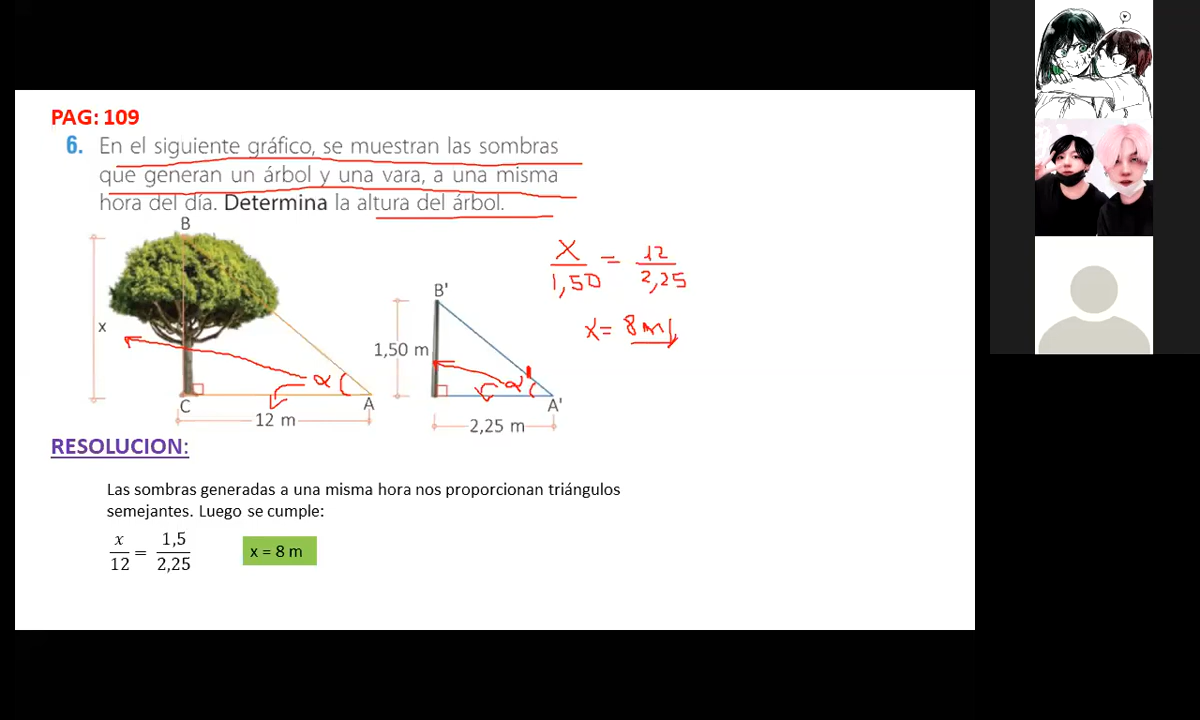 PAG: 109
6. En el siguiente gráfico, se muestran las sombras
que generan un árbol y una vara, a una misma
hora del día. Determina la altura del árbol.
B
x
C
A
12 m
α
B'
1,50 m
α
A'
2,25 m
x/1,50 = 12/2,25
x = 8m
RESOLUCION:
Las sombras generadas a una misma hora nos proporcionan triángulos
semejantes. Luego se cumple:
x/12 = 1,5/2,25
x = 8 m